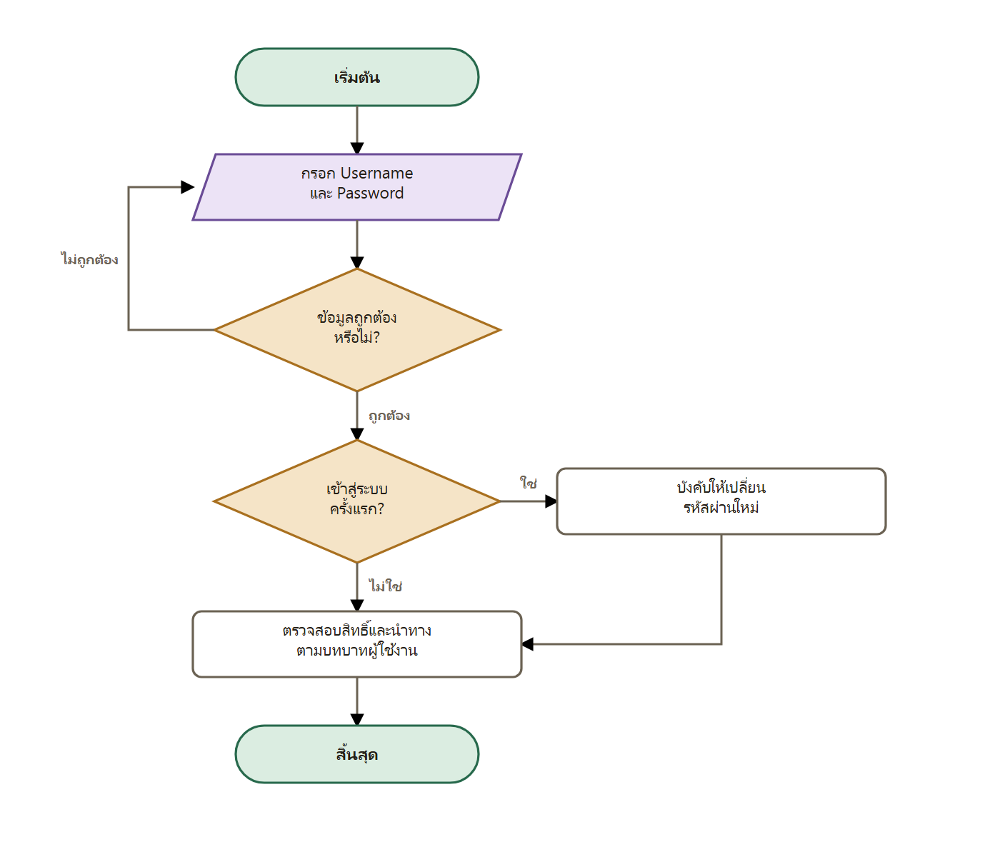 เริ่มต้น
กรอก Username
และ Password
ไม่ถูกต้อง
ข้อมูลถูกต้อง
หรือไม่?
ถูกต้อง
เข้าสู่ระบบ
ครั้งแรก?
ใช่
บังคับให้เปลี่ยน
รหัสผ่านใหม่
ไม่ใช่
ตรวจสอบสิทธิ์และนำทาง
ตามบทบาทผู้ใช้งาน
สิ้นสุด